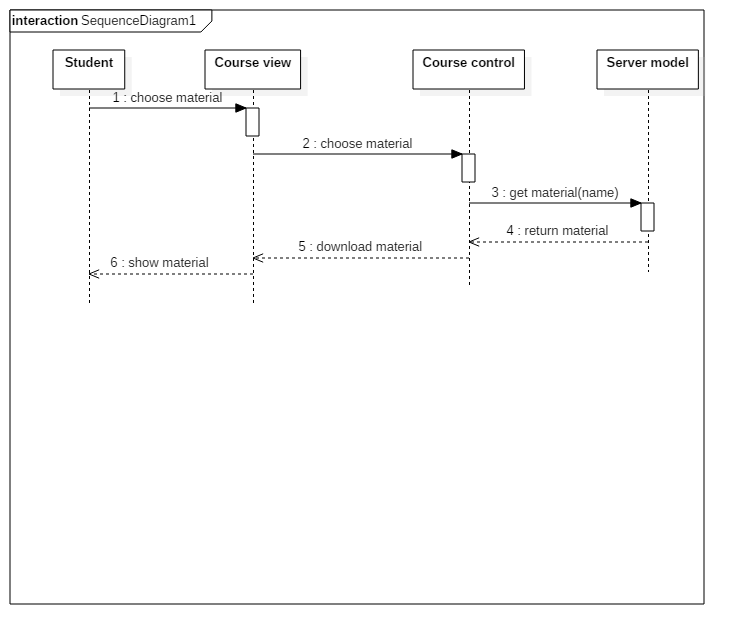 interaction SequenceDiagram1
Student
Course view
Course control
Server model
1 : choose material
2 : choose material
3 : get material(name)
4 : return material
5 : download material
6 : show material